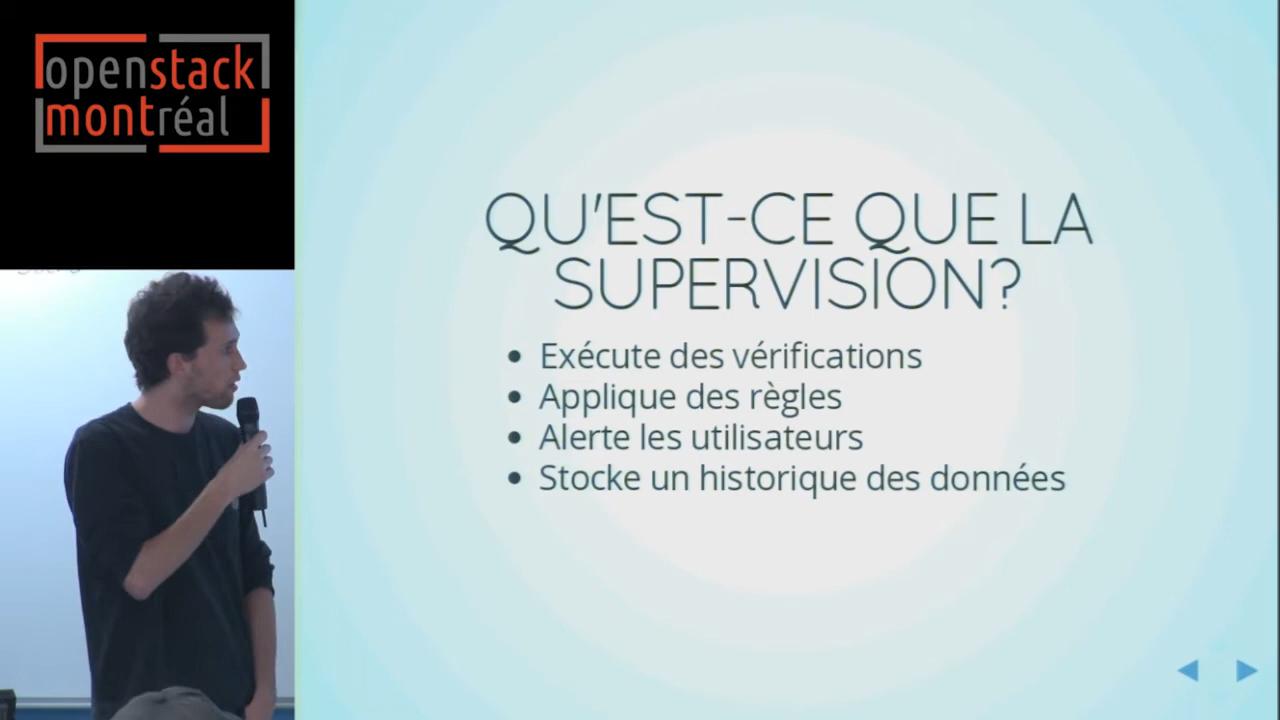 openstack
montréal
QU'EST-CE QUE LA
SUPERVISION?
• Exécute des vérifications
• Applique des règles
• Alerte les utilisateurs
• Stocke un historique des données